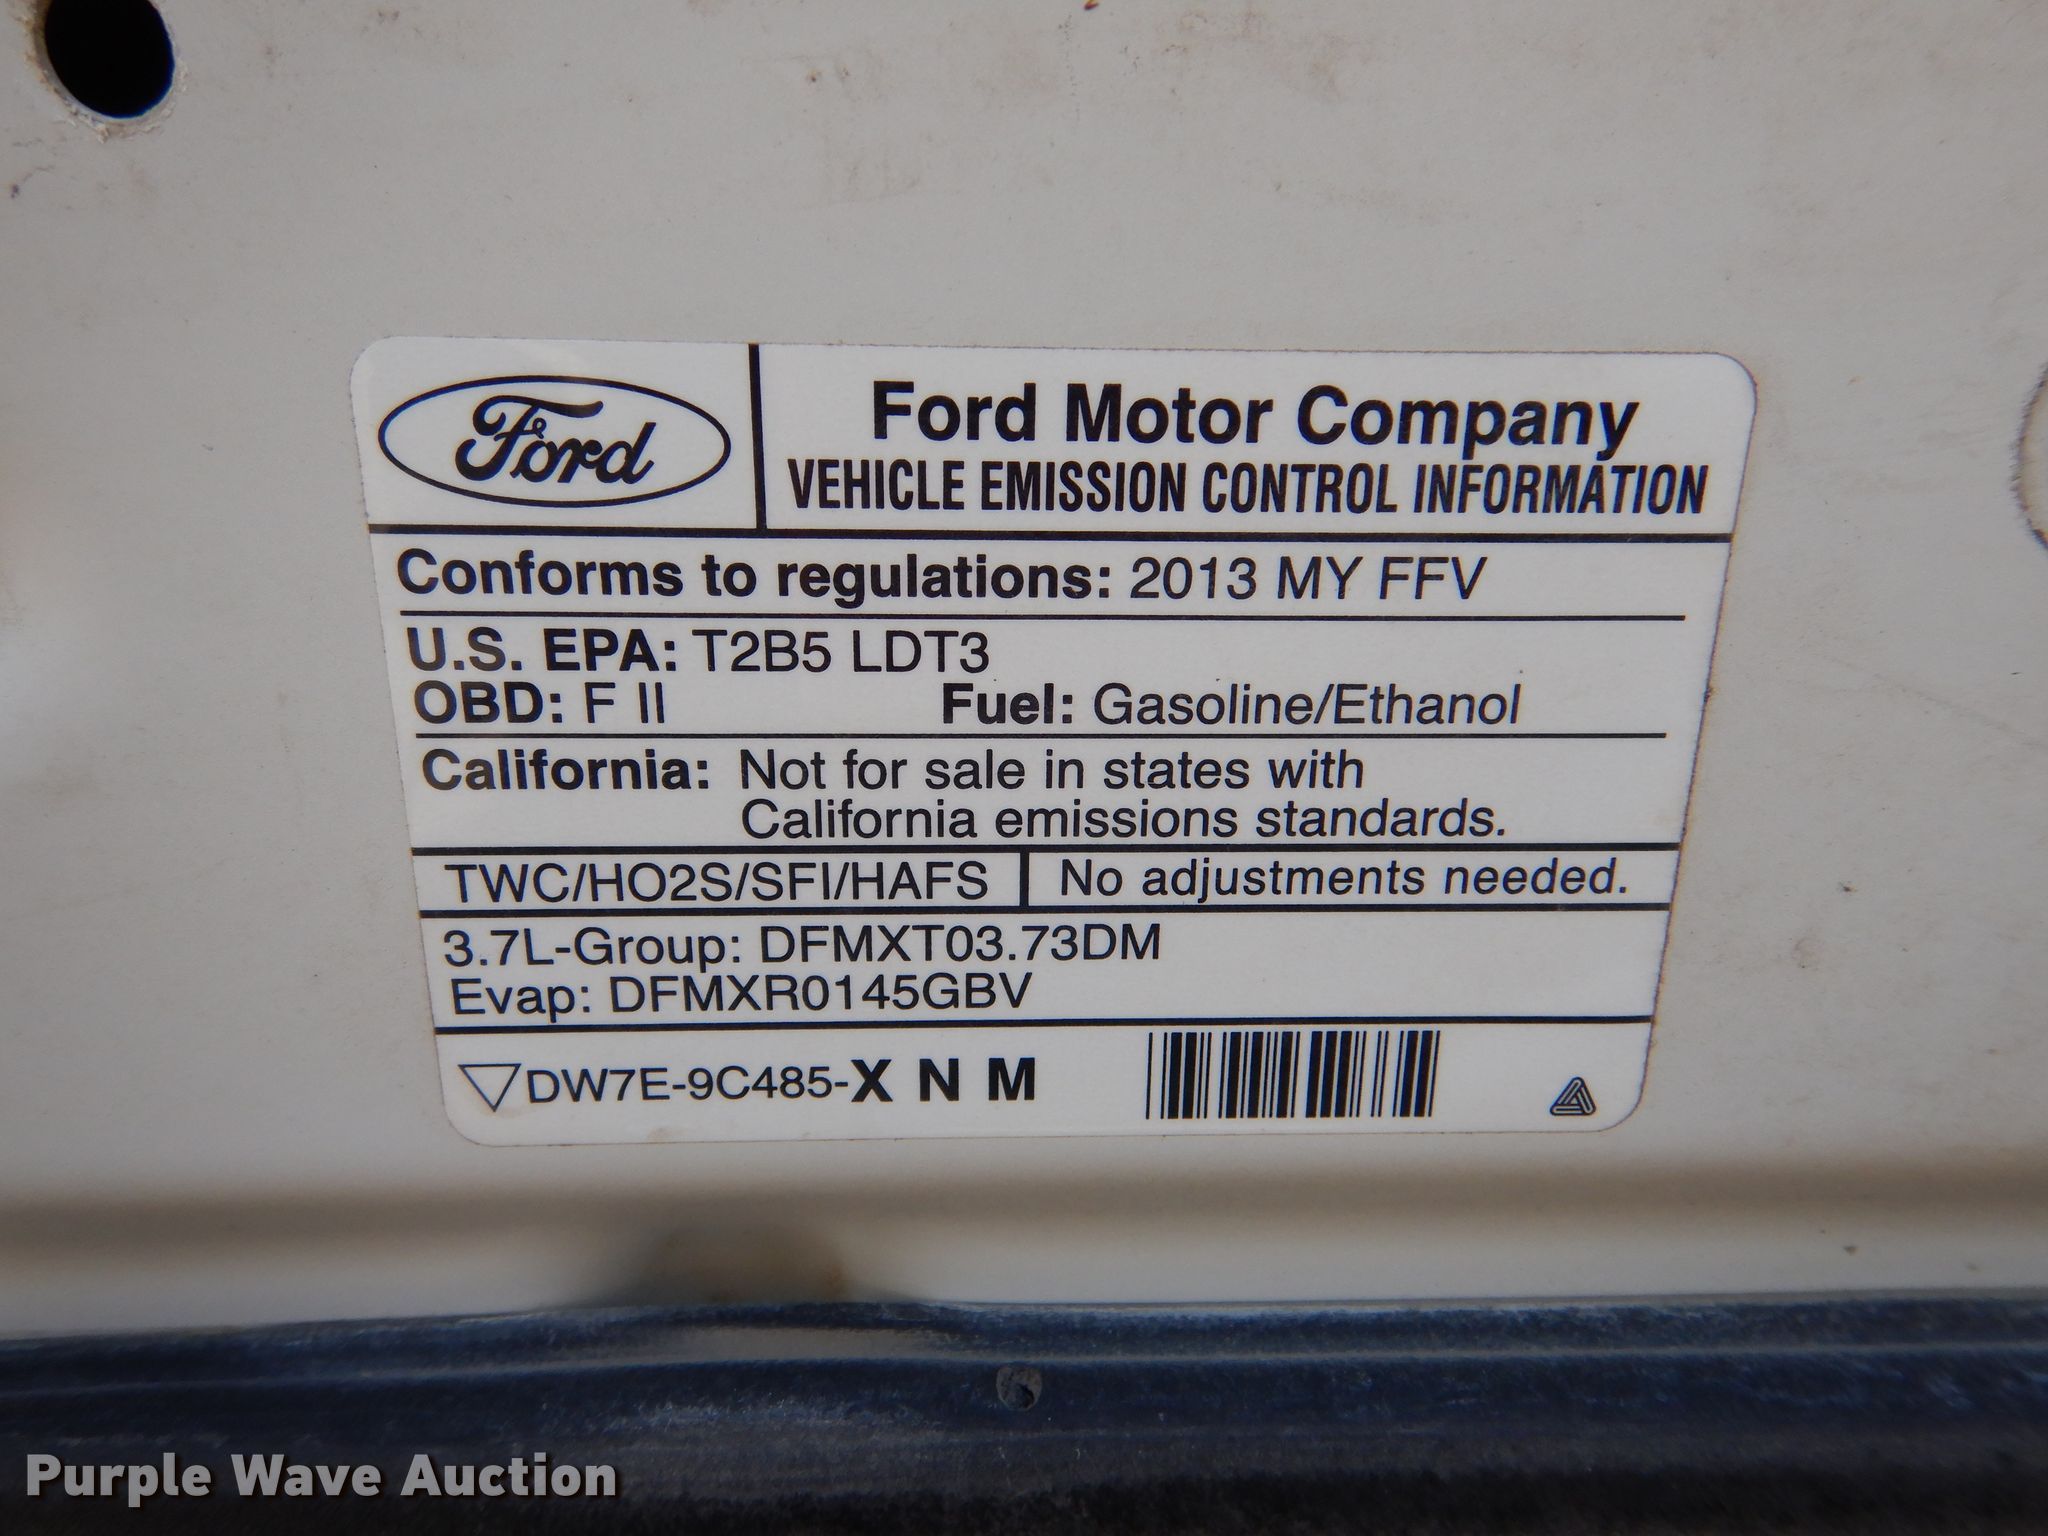 Ford
Ford Motor Company
VEHICLE EMISSION CONTROL INFORMATION
Conforms to regulations: 2013 MY FFV
U.S. EPA: T2B5 LDT3
OBD: F II Fuel: Gasoline/Ethanol
California: Not for sale in states with
California emissions standards.
TWC/HO2S/SFI/HAFS No adjustments needed.
3.7L-Group: DFMXT03.73DM
Evap: DFMXR0145GBV
DW7E-9C485-X N M
Purple Wave Auction